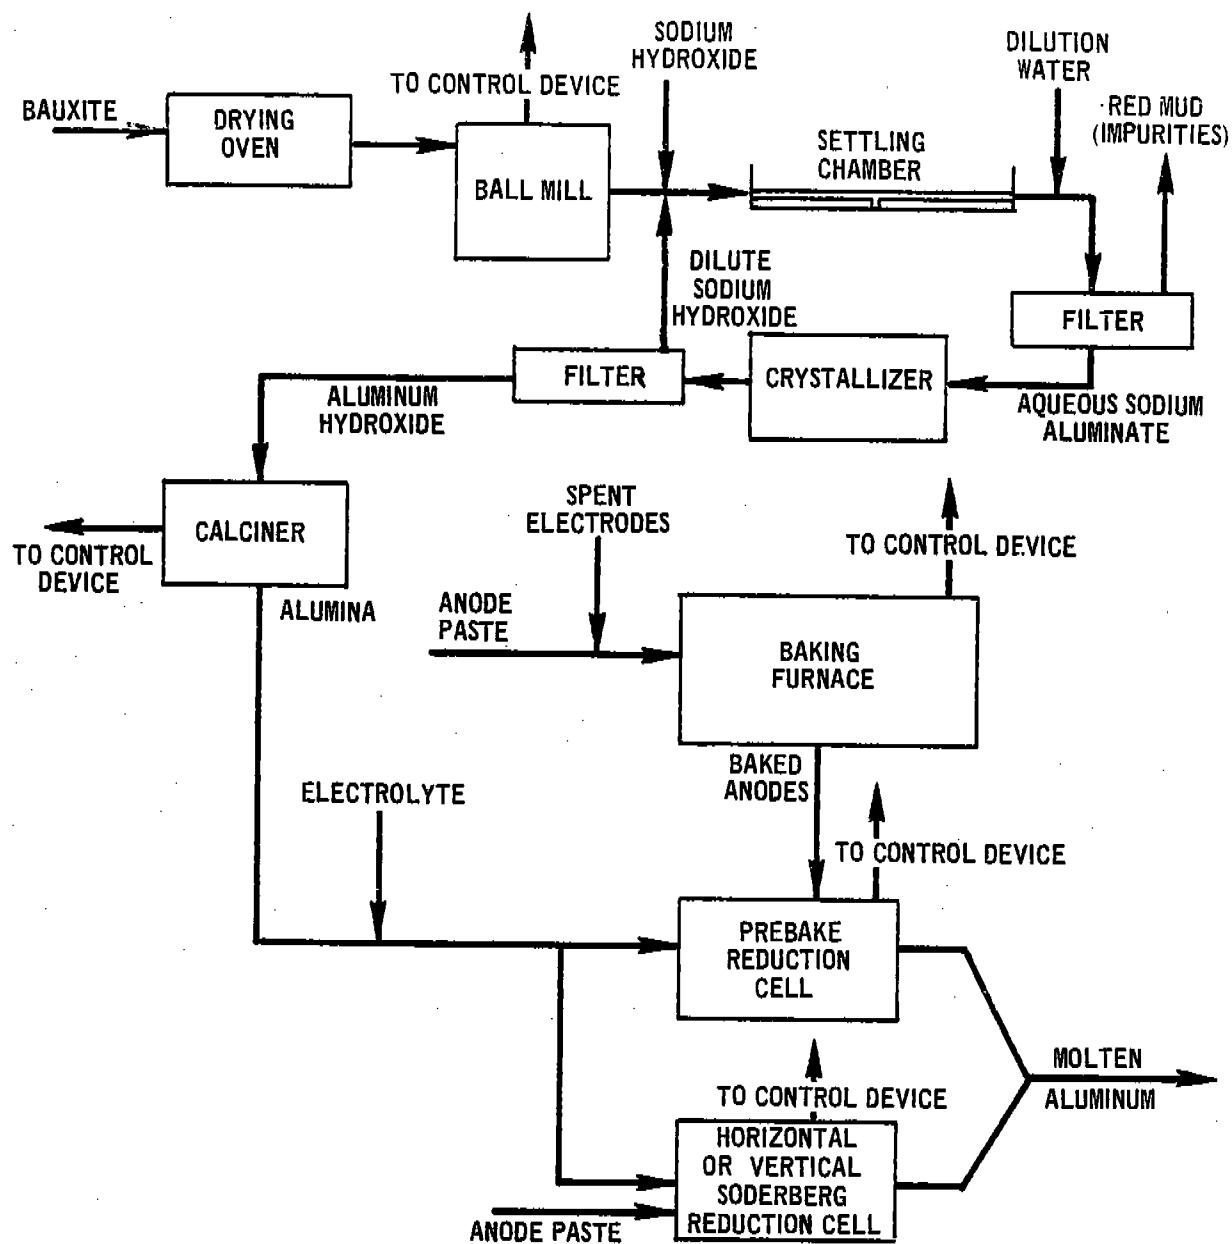 SODIUM
HYDROXIDE
DILUTION
WATER
TO CONTROL DEVICE
BAUXITE
DRYING
OVEN
RED MUD
(IMPURITIES)
SETTLING
CHAMBER
BALL MILL
DILUTE
SODIUM
HYDROXIDE
FILTER
FILTER
CRYSTALLIZER
ALUMINUM
HYDROXIDE
AQUEOUS SODIUM
ALUMINATE
CALCINER
SPENT
ELECTRODES
TO CONTROL DEVICE
TO CONTROL
DEVICE
ALUMINA
ANODE
PASTE
BAKING
FURNACE
BAKED
ANODES
ELECTROLYTE
TO CONTROL DEVICE
PREBAKE
REDUCTION
CELL
MOLTEN
ALUMINUM
TO CONTROL DEVICE
HORIZONTAL
OR VERTICAL
SODERBERG
REDUCTION CELL
ANODE PASTE